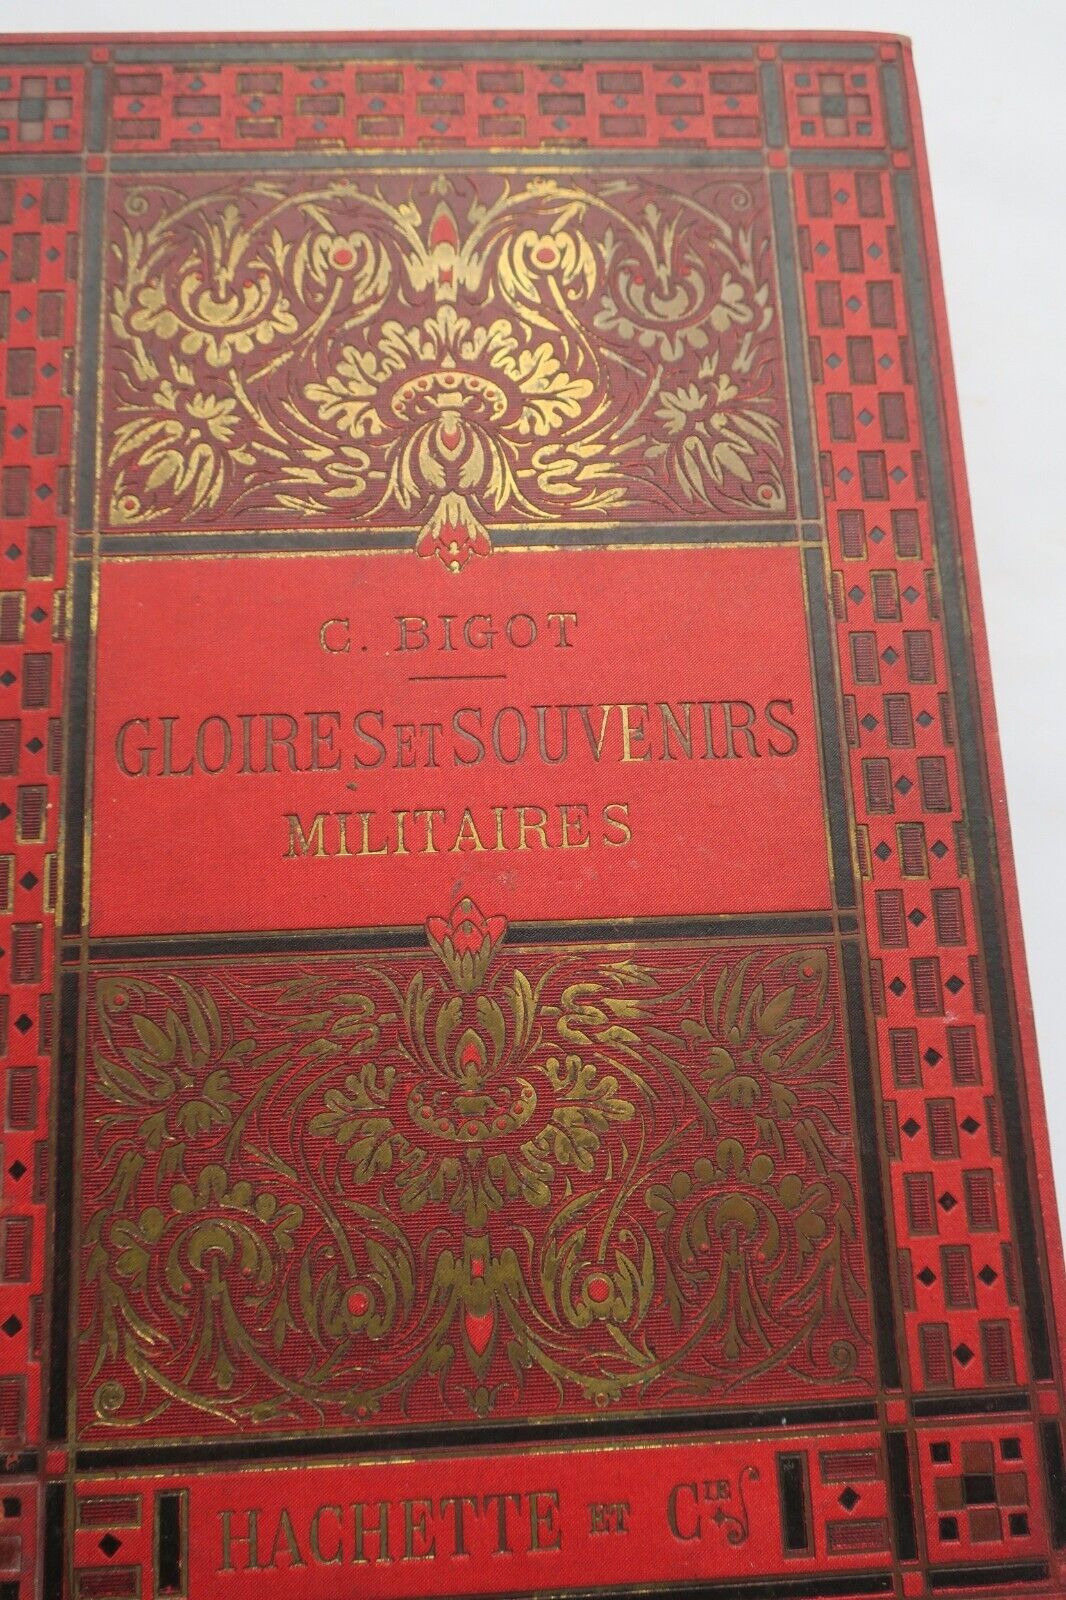 C. BIGOT
GLOIRES ET SOUVENIRS
MILITAIRES
HACHETTE ET CIE